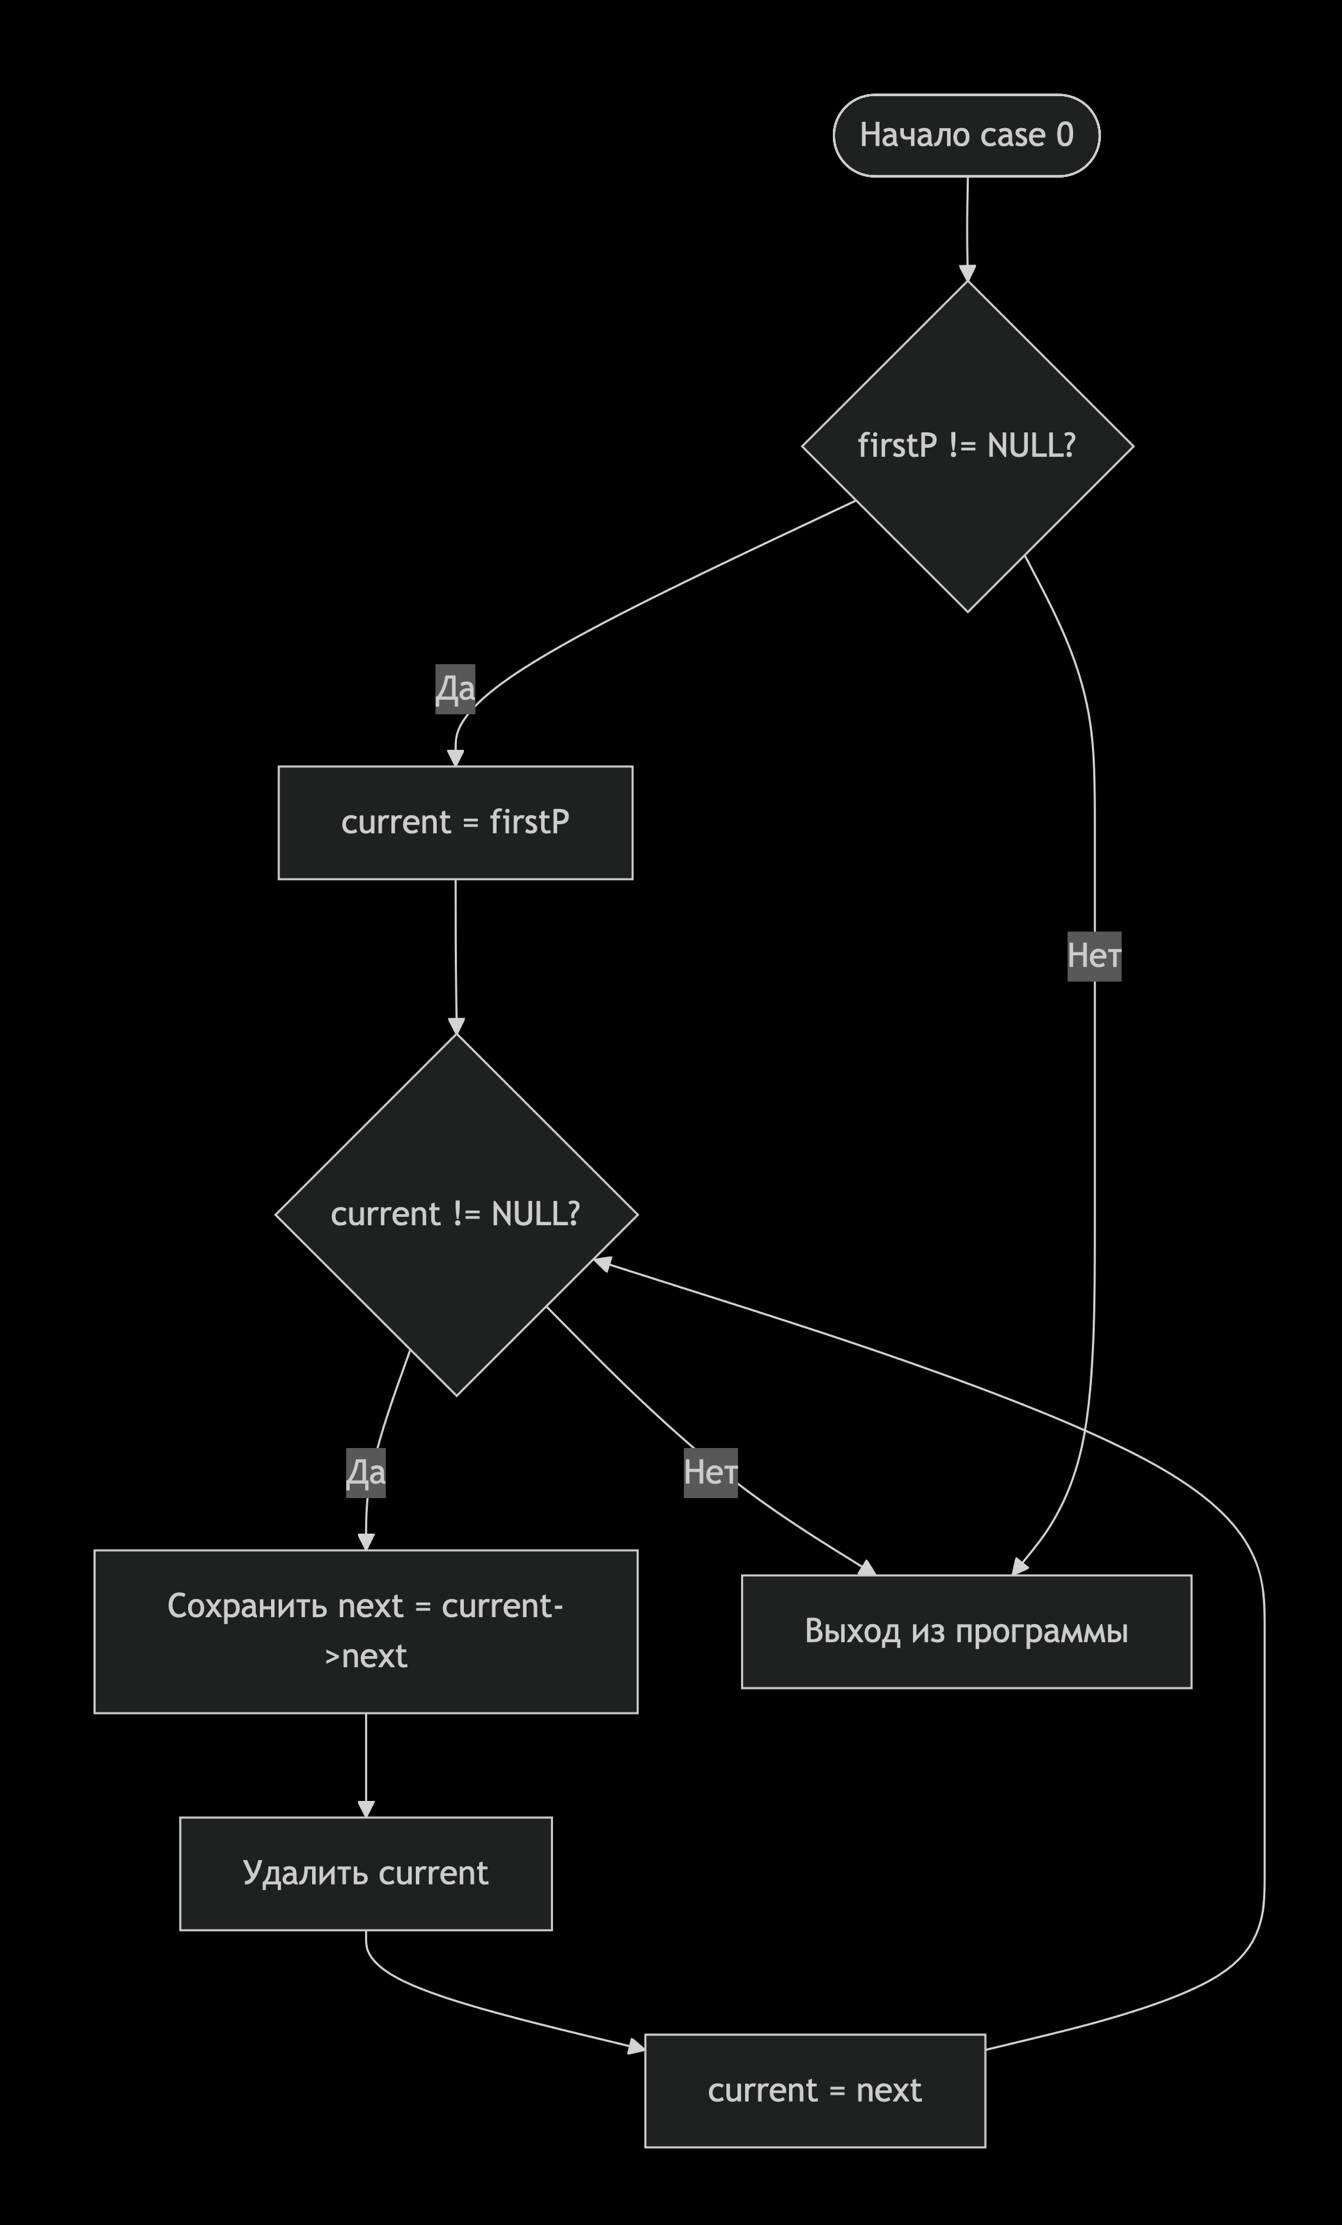 Начало case 0
firstP != NULL?
Да
current = firstP
Нет
current != NULL?
Да
Нет
Сохранить next = current-
>next
Выход из программы
Удалить current
current = next